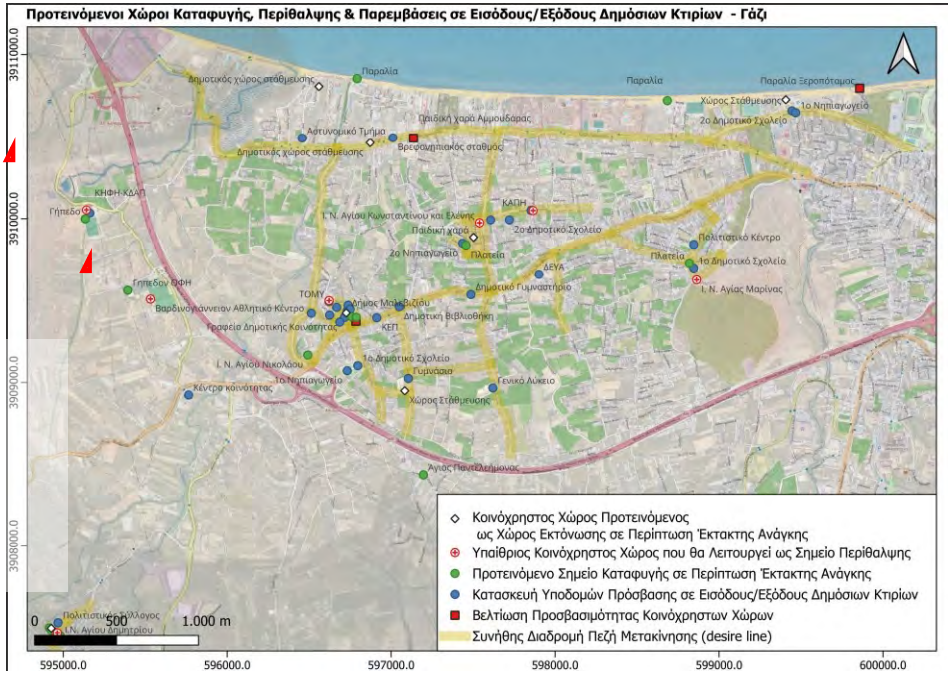 Προτεινόμενοι Χώροι Καταφυγής, Περίθαλψης & Παρεμβάσεις σε Εισόδους/Εξόδους Δημόσιων Κτιρίων - Γάζι
3911000.0
3910000.0
3909000.0
3908000.0
Δημοτικός χώρος στάθμευσης
Παραλία
Παραλία
Παραλία Ξεροπόταμος
Χώρος Στάθμευσης
1ο Νηπιαγωγείο
2ο Δημοτικό Σχολείο
Παιδική χαρά Αμμουδάρας
Αστυνομικό Τμήμα
Δημοτικός χώρος στάθμευσης
Βρεφονηπιακός σταθμός
ΚΗΦΗ-ΚΔΑΠ
Γήπεδο
ΚΑΠΗ
Ι. Ν. Αγίου Κωνσταντίνου και Ελένης
Παιδική χαρά
2ο Δημοτικό Σχολείο
2ο Νηπιαγωγείο
Πλατεία
Πολιτιστικό Κέντρο
Πλατεία
1ο Δημοτικό Σχολείο
Ι. Ν. Αγίας Μαρίνας
ΔΕΥΑ
Γήπεδον ΟΦΗ
Δημοτικό Γυμναστήριο
ΤΟΜΥ
Βαρδινογιάννειον Αθλητικό Κέντρο
Δήμος Μαλεβιζίου
Δημοτική Βιβλιοθήκη
Γραφείο Δημοτικής Κοινότητας
ΚΕΠ
Ι. Ν. Αγίου Νικολάου
1ο Δημοτικό Σχολείο
1ο Νηπιαγωγείο
Γυμνάσιο
Κέντρο κοινότητας
Χώρος Στάθμευσης
Γενικό Λύκειο
Άγιος Παντελεήμονας
Πολιτιστικός Σύλλογος
Ι.Ν. Αγίου Δημητρίου
0 500 1.000 m
Κοινόχρηστος Χώρος Προτεινόμενος
ως Χώρος Εκτόνωσης σε Περίπτωση Έκτακτης Ανάγκης
Υπαίθριος Κοινόχρηστος Χώρος που θα Λειτουργεί ως Σημείο Περίθαλψης
Προτεινόμενο Σημείο Καταφυγής σε Περίπτωση Έκτακτης Ανάγκης
Κατασκευή Υποδομών Πρόσβασης σε Εισόδους/Εξόδους Δημόσιων Κτιρίων
Βελτίωση Προσβασιμότητας Κοινόχρηστων Χώρων
Συνήθης Διαδρομή Πεζή Μετακίνησης (desire line)
595000.0 596000.0 597000.0 598000.0 599000.0 600000.0